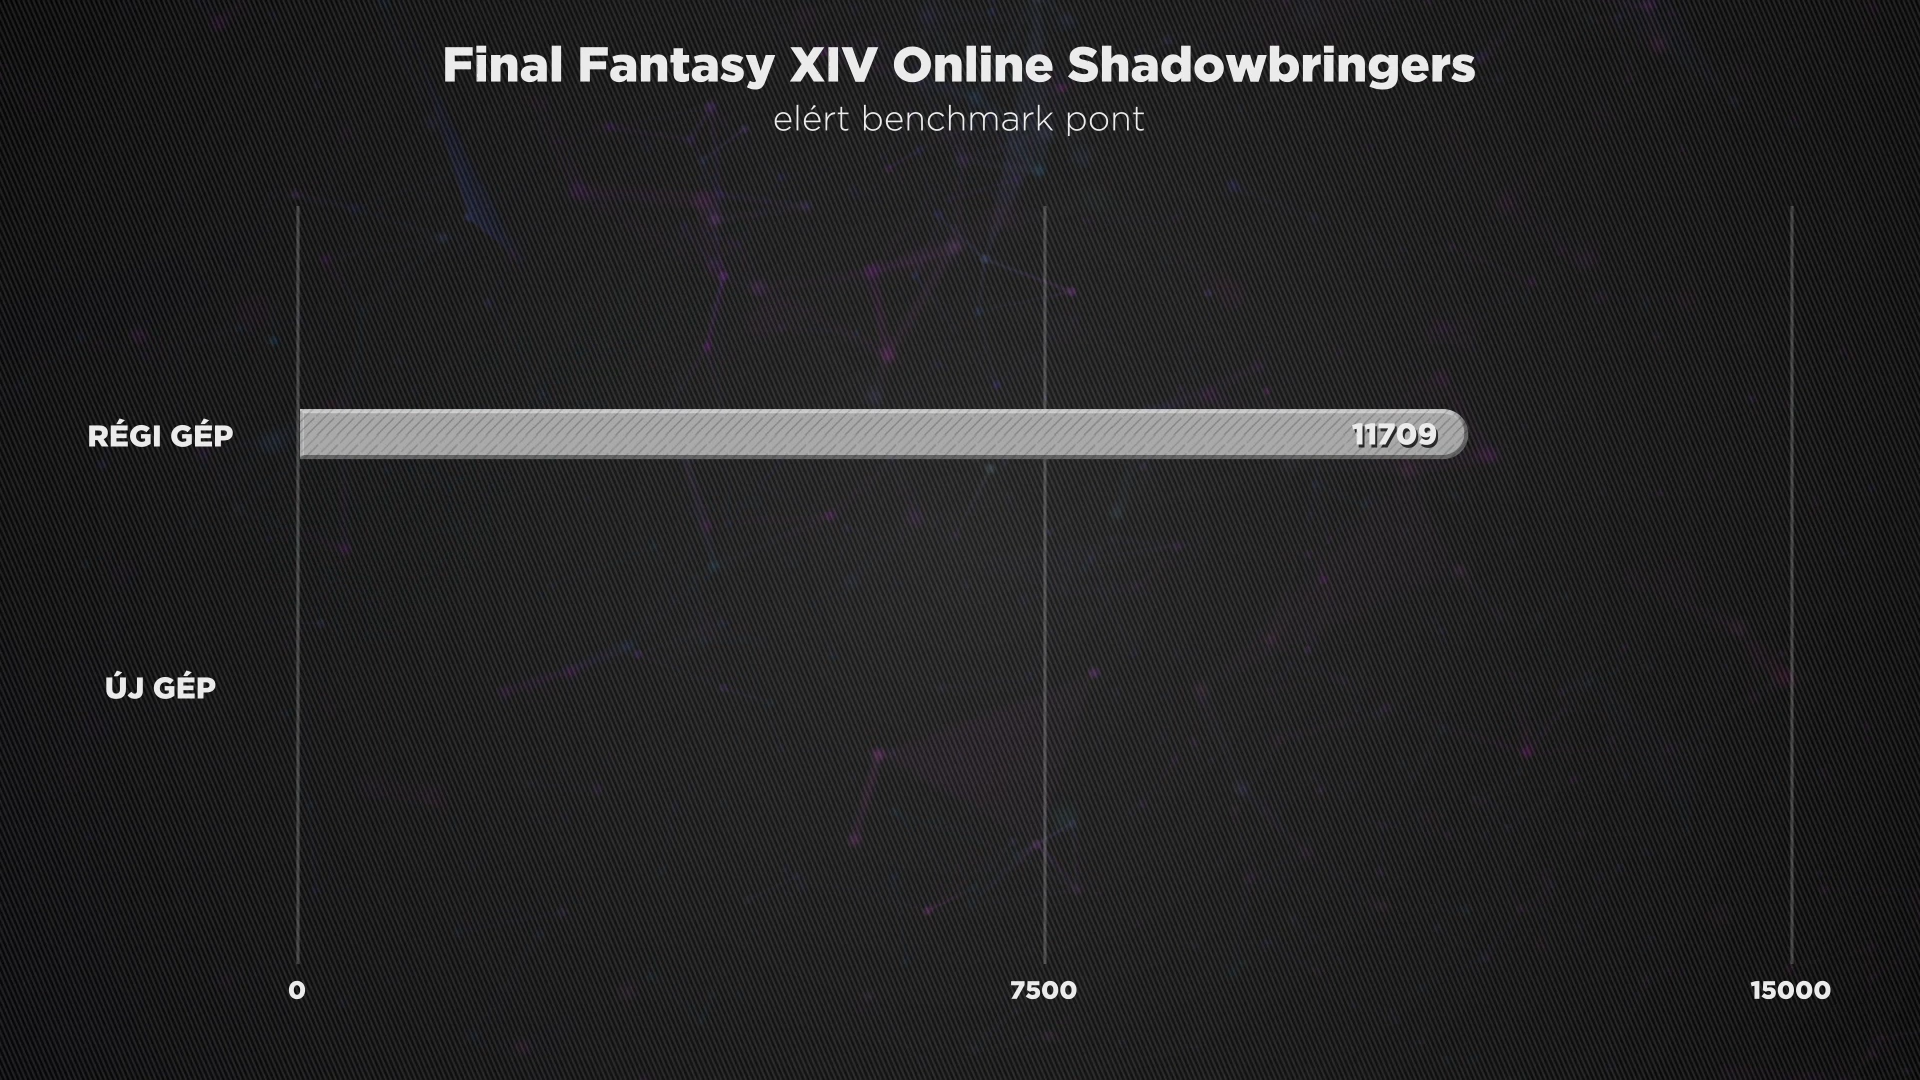 Final Fantasy XIV Online Shadowbringers
elért benchmark pont
RÉGI GÉP
11709
ÚJ GÉP
0
7500
15000